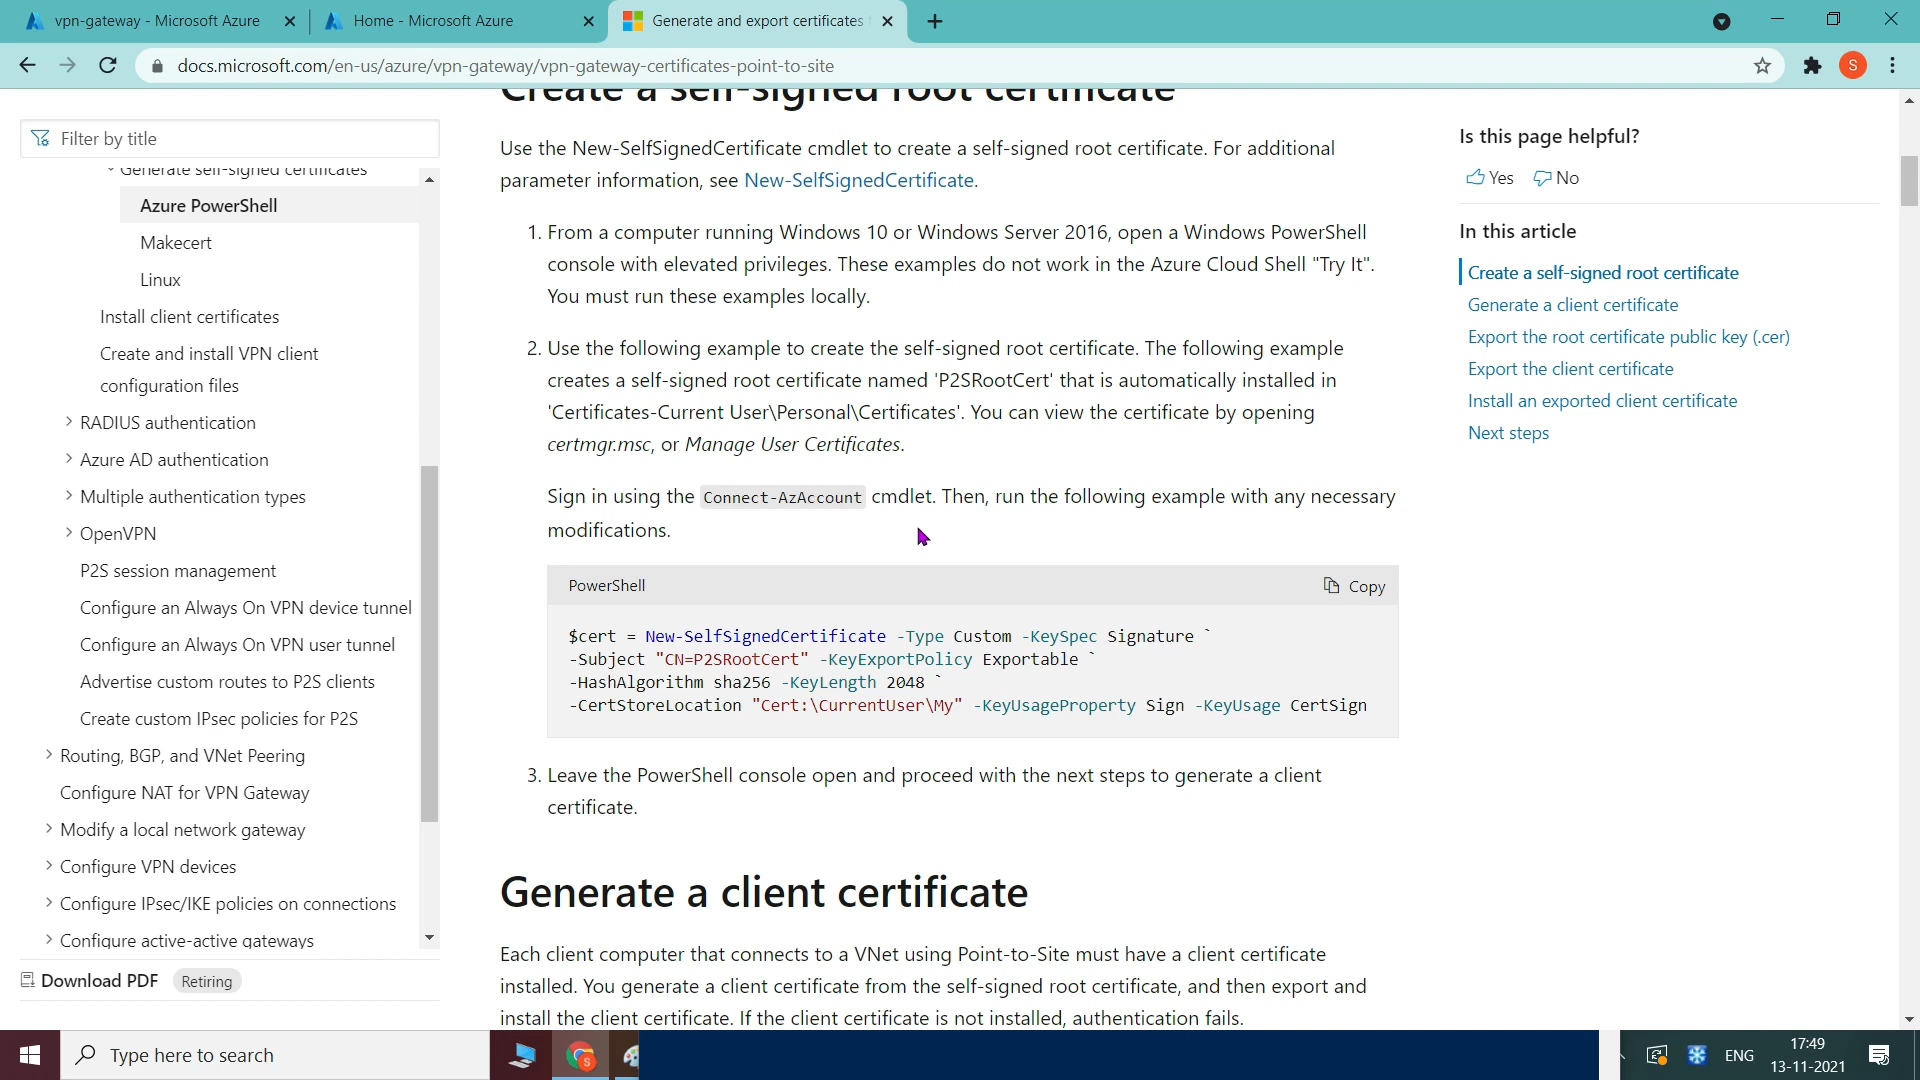 vpn-gateway - Microsoft Azure
Home - Microsoft Azure
Generate and export certificates
docs.microsoft.com/en-us/azure/vpn-gateway/vpn-gateway-certificates-point-to-site
S
Filter by title
Generate self-signed certificates
Azure PowerShell
Makecert
Linux
Install client certificates
Create and install VPN client
configuration files
RADIUS authentication
Azure AD authentication
Multiple authentication types
OpenVPN
P2S session management
Configure an Always On VPN device tunnel
Configure an Always On VPN user tunnel
Advertise custom routes to P2S clients
Create custom IPsec policies for P2S
Routing, BGP, and VNet Peering
Configure NAT for VPN Gateway
Modify a local network gateway
Configure VPN devices
Configure IPsec/IKE policies on connections
Configure active-active gateways
Download PDF Retiring
Create a self-signed root certificate
Use the New-SelfSignedCertificate cmdlet to create a self-signed root certificate. For additional
parameter information, see New-SelfSignedCertificate.
1. From a computer running Windows 10 or Windows Server 2016, open a Windows PowerShell
console with elevated privileges. These examples do not work in the Azure Cloud Shell "Try It".
You must run these examples locally.
2. Use the following example to create the self-signed root certificate. The following example
creates a self-signed root certificate named 'P2SRootCert' that is automatically installed in
'Certificates-Current User\Personal\Certificates'. You can view the certificate by opening
certmgr.msc, or Manage User Certificates.
Sign in using the Connect-AzAccount cmdlet. Then, run the following example with any necessary
modifications.
PowerShell Copy
$cert = New-SelfSignedCertificate -Type Custom -KeySpec Signature `
-Subject "CN=P2SRootCert" -KeyExportPolicy Exportable `
-HashAlgorithm sha256 -KeyLength 2048 `
-CertStoreLocation "Cert:\CurrentUser\My" -KeyUsageProperty Sign -KeyUsage CertSign
3. Leave the PowerShell console open and proceed with the next steps to generate a client
certificate.
Generate a client certificate
Each client computer that connects to a VNet using Point-to-Site must have a client certificate
installed. You generate a client certificate from the self-signed root certificate, and then export and
install the client certificate. If the client certificate is not installed, authentication fails.
Is this page helpful?
Yes No
In this article
Create a self-signed root certificate
Generate a client certificate
Export the root certificate public key (.cer)
Export the client certificate
Install an exported client certificate
Next steps
Type here to search
S
ENG
17:49
13-11-2021